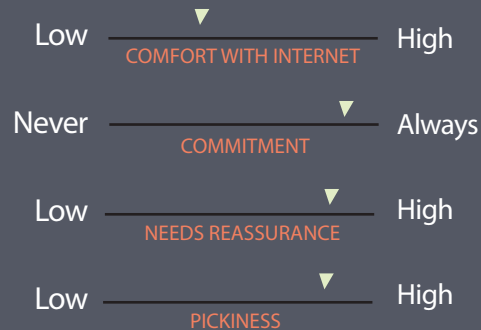 Low High
COMFORT WITH INTERNET
Never Always
COMMITMENT
Low High
NEEDS REASSURANCE
Low High
PICKINESS